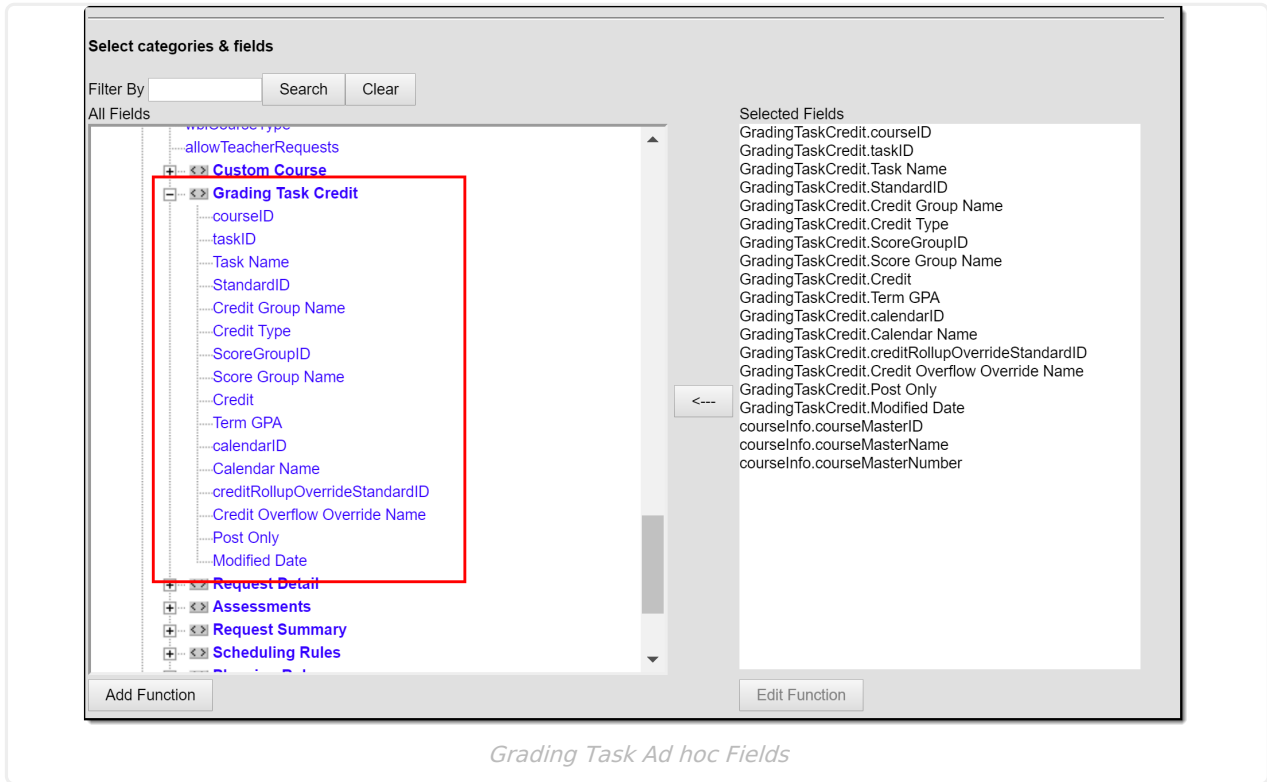 Select categories & fields
Filter By
Search
Clear
All Fields
wblCourseType
allowTeacherRequests
Custom Course
Grading Task Credit
courseID
taskID
Task Name
StandardID
Credit Group Name
Credit Type
ScoreGroupID
Score Group Name
Credit
Term GPA
calendarID
Calendar Name
creditRollupOverrideStandardID
Credit Overflow Override Name
Post Only
Modified Date
Request Detail
Assessments
Request Summary
Scheduling Rules
Add Function
<---
Selected Fields
GradingTaskCredit.courseID
GradingTaskCredit.taskID
GradingTaskCredit.Task Name
GradingTaskCredit.StandardID
GradingTaskCredit.Credit Group Name
GradingTaskCredit.Credit Type
GradingTaskCredit.ScoreGroupID
GradingTaskCredit.Score Group Name
GradingTaskCredit.Credit
GradingTaskCredit.Term GPA
GradingTaskCredit.calendarID
GradingTaskCredit.Calendar Name
GradingTaskCredit.creditRollupOverrideStandardID
GradingTaskCredit.Credit Overflow Override Name
GradingTaskCredit.Post Only
GradingTaskCredit.Modified Date
courseInfo.courseMasterID
courseInfo.courseMasterName
courseInfo.courseMasterNumber
Edit Function
Grading Task Ad hoc Fields